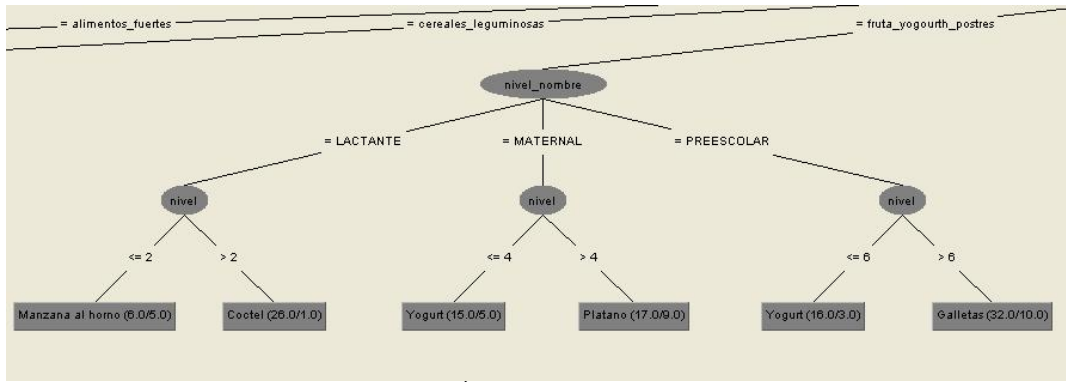 = alimentos_fuertes
= cereales_leguminosas
= fruta_yogourth_postres
nivel_nombre
= LACTANTE
= MATERNAL
= PREESCOLAR
nivel
nivel
nivel
<= 2
> 2
<= 4
> 4
<= 6
> 6
Manzana al horno (6.0/5.0)
Coctel (26.0/1.0)
Yogurt (15.0/5.0)
Platano (17.0/9.0)
Yogurt (16.0/3.0)
Galletas (32.0/10.0)